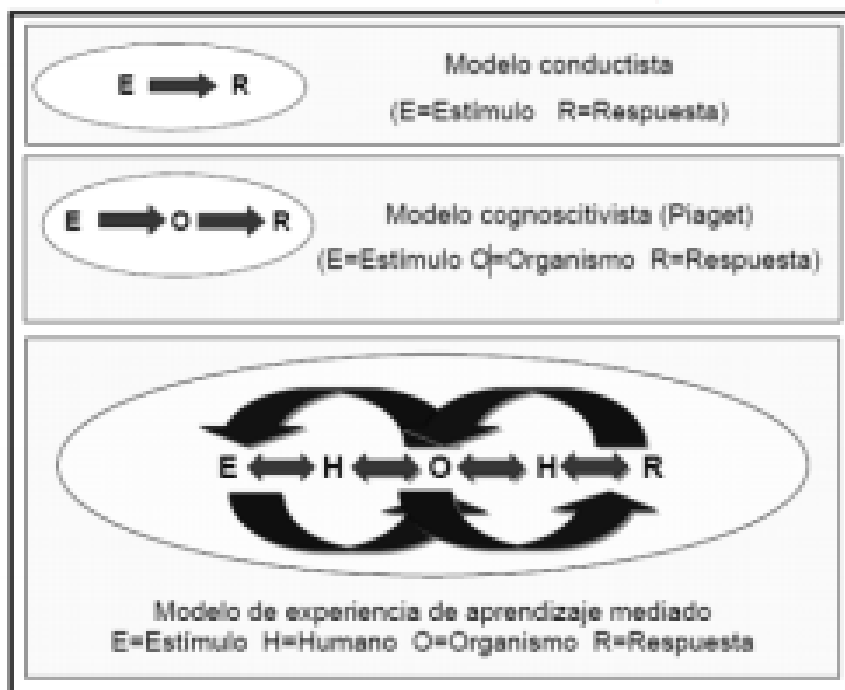 E R
Modelo conductista
(E=Estímulo R=Respuesta)
E O R
Modelo cognoscitivista (Piaget)
(E=Estimulo O=Organismo R=Respuesta)
E H O H R
Modelo de experiencia de aprendizaje mediado
E=Estímulo H=Humano O=Organismo R=Respuesta